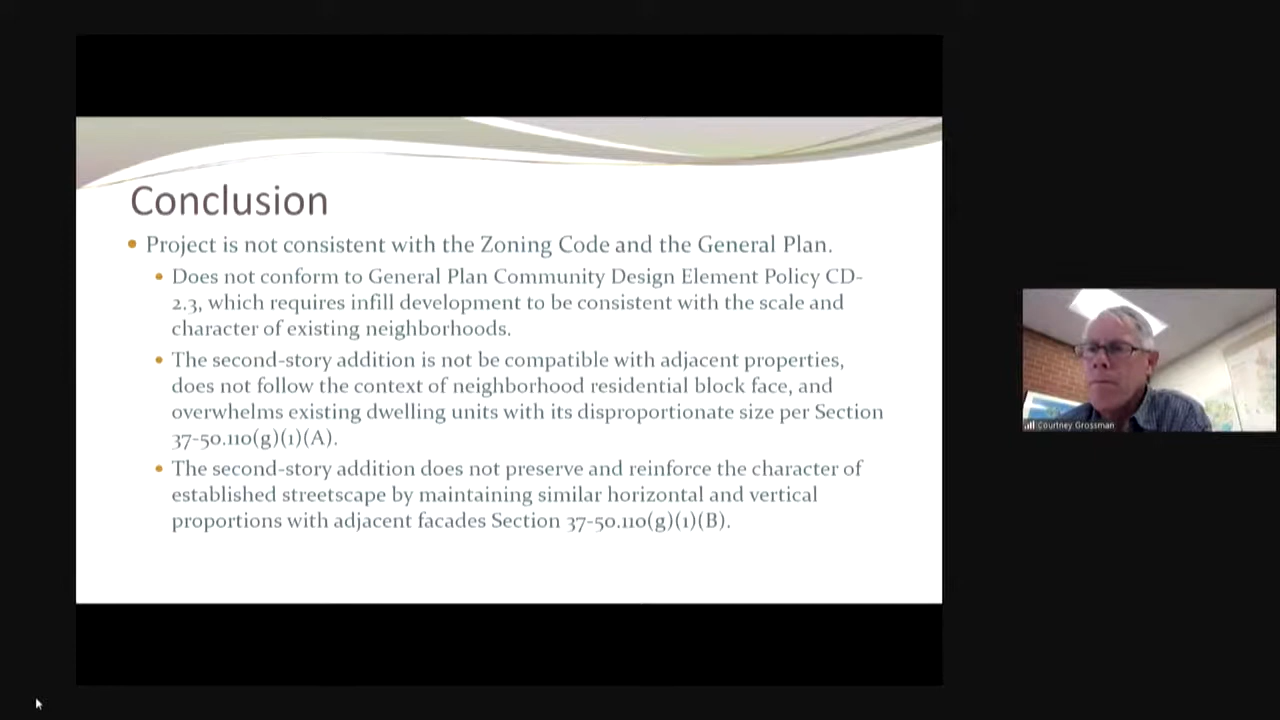 Conclusion
Project is not consistent with the Zoning Code and the General Plan.
Does not conform to General Plan Community Design Element Policy CD-
2.3, which requires infill development to be consistent with the scale and
character of existing neighborhoods.
The second-story addition is not be compatible with adjacent properties,
does not follow the context of neighborhood residential block face, and
overwhelms existing dwelling units with its disproportionate size per Section
37-50.110(g)(1)(A).
The second-story addition does not preserve and reinforce the character of
established streetscape by maintaining similar horizontal and vertical
proportions with adjacent facades Section 37-50.110(g)(1)(B).
Courtney Grossman